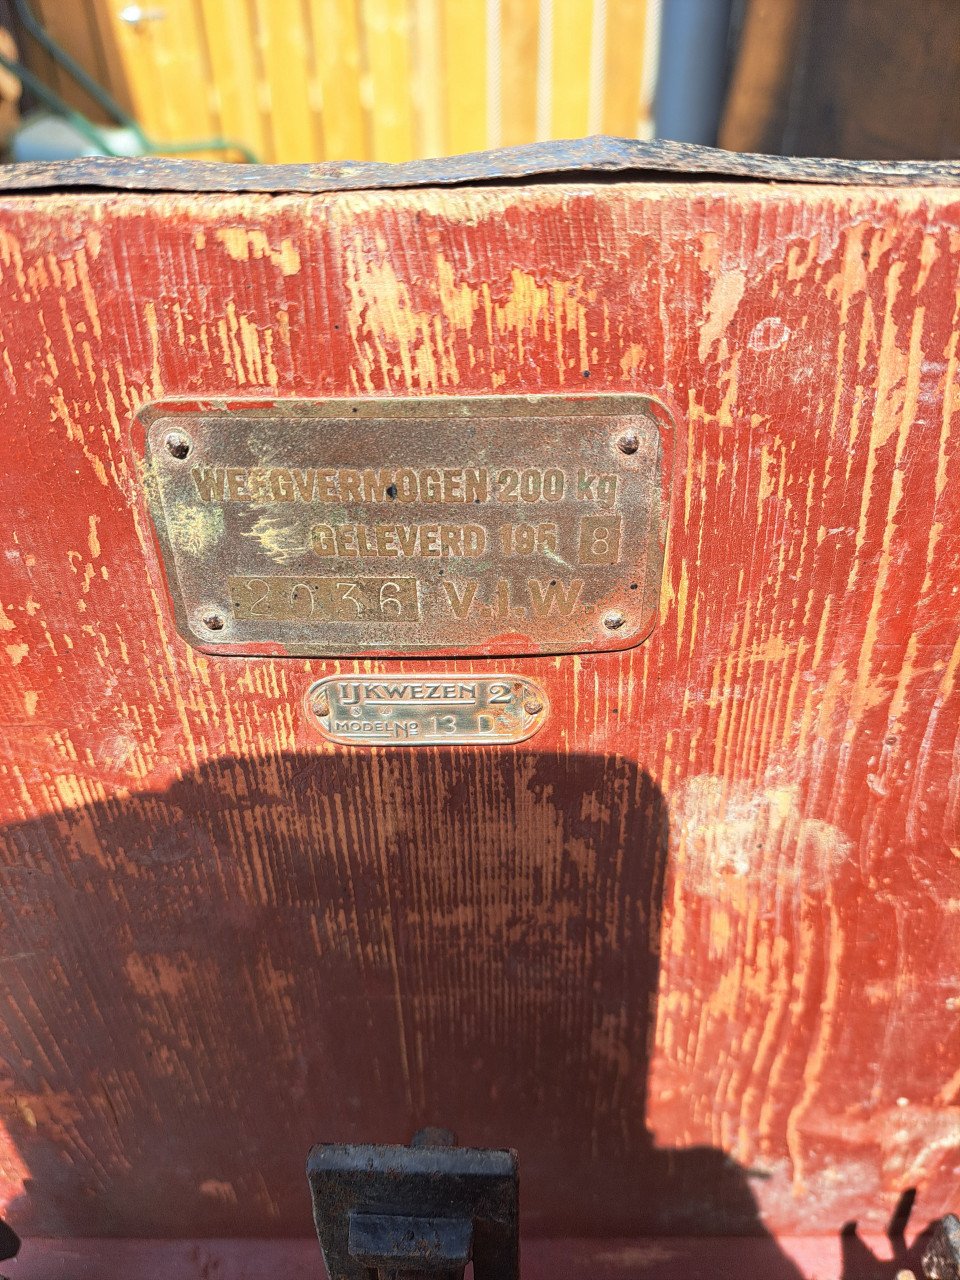 WEEGVERMOGEN 200 kg
GELEVERD 195 8
2036 V.I.W.
IJKWEZEN 2
MODEL No 13 D